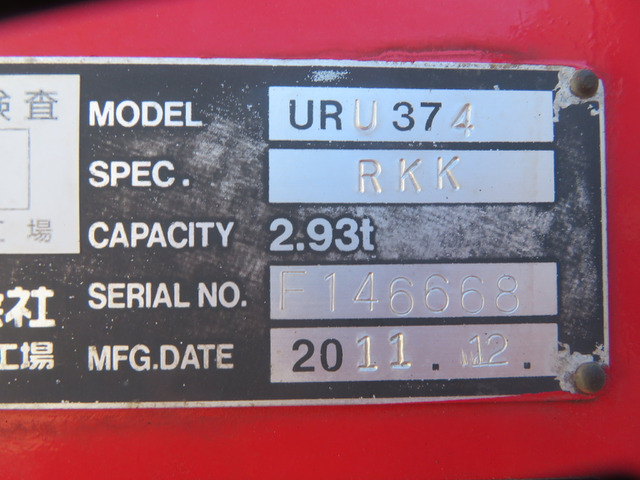 検査
MODEL URU374
SPEC. RKK
CAPACITY 2.93t
工場
SERIAL NO. F146668
会社
MFG.DATE 2011.12.
工場